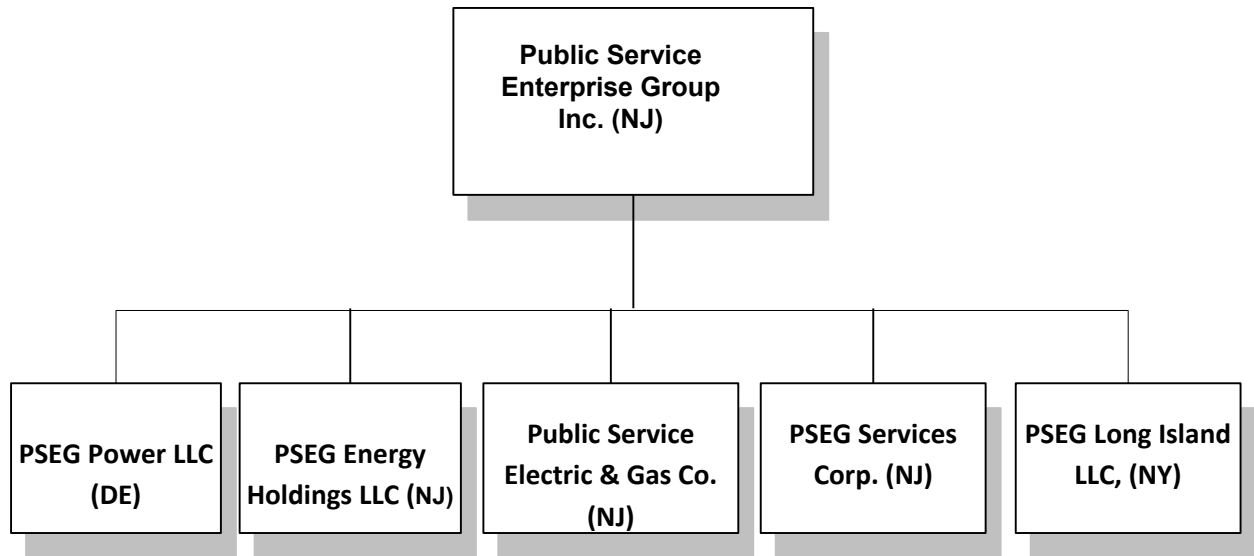 Public Service
Enterprise Group
Inc. (NJ)
PSEG Power LLC
(DE)
PSEG Energy
Holdings LLC (NJ)
Public Service
Electric & Gas Co.
(NJ)
PSEG Services
Corp. (NJ)
PSEG Long Island
LLC, (NY)